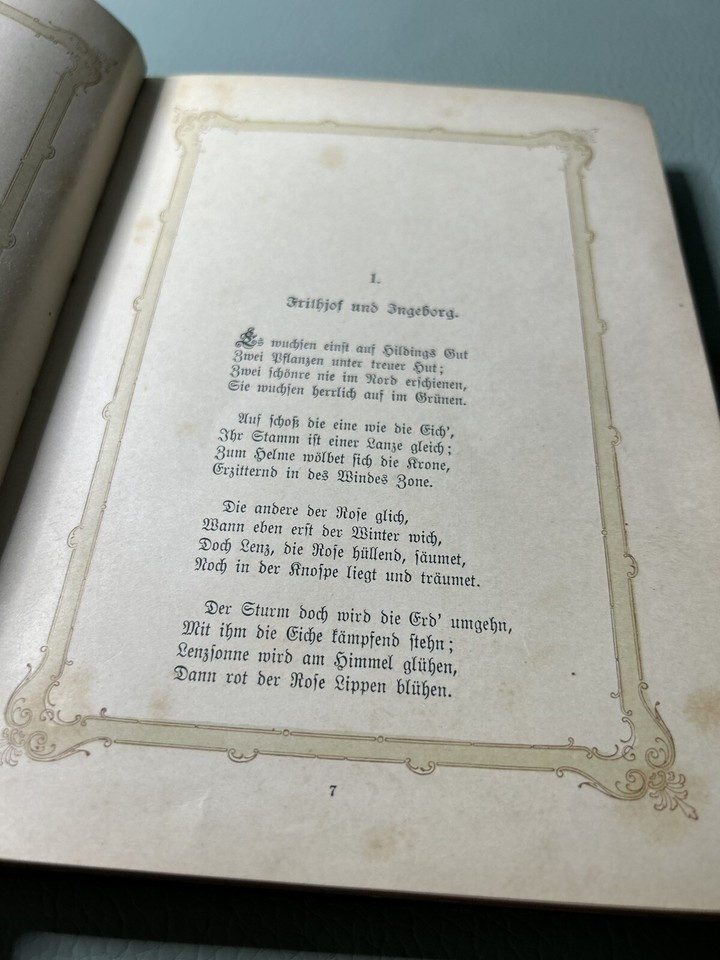 1.
Frithjof und Ingeborg.
Es wuchsen einst auf Hildings Gut
Zwei Pflanzen unter treuer Hut;
Zwei schönre nie im Nord erschienen,
Sie wuchsen herrlich auf im Grünen.
Auf schoß die eine wie die Eich',
Ihr Stamm ist einer Lanze gleich;
Zum Helme wölbet sich die Krone,
Erzitternd in des Windes Zone.
Die andere der Rose glich,
Wann eben erst der Winter wich,
Doch Lenz, die Rose hüllend, säumet,
Noch in der Knospe liegt und träumet.
Der Sturm doch wird die Erd' umgehn,
Mit ihm die Eiche kämpfend stehn;
Lenzsonne wird am Himmel glühen,
Dann rot der Rose Lippen blühen.
7